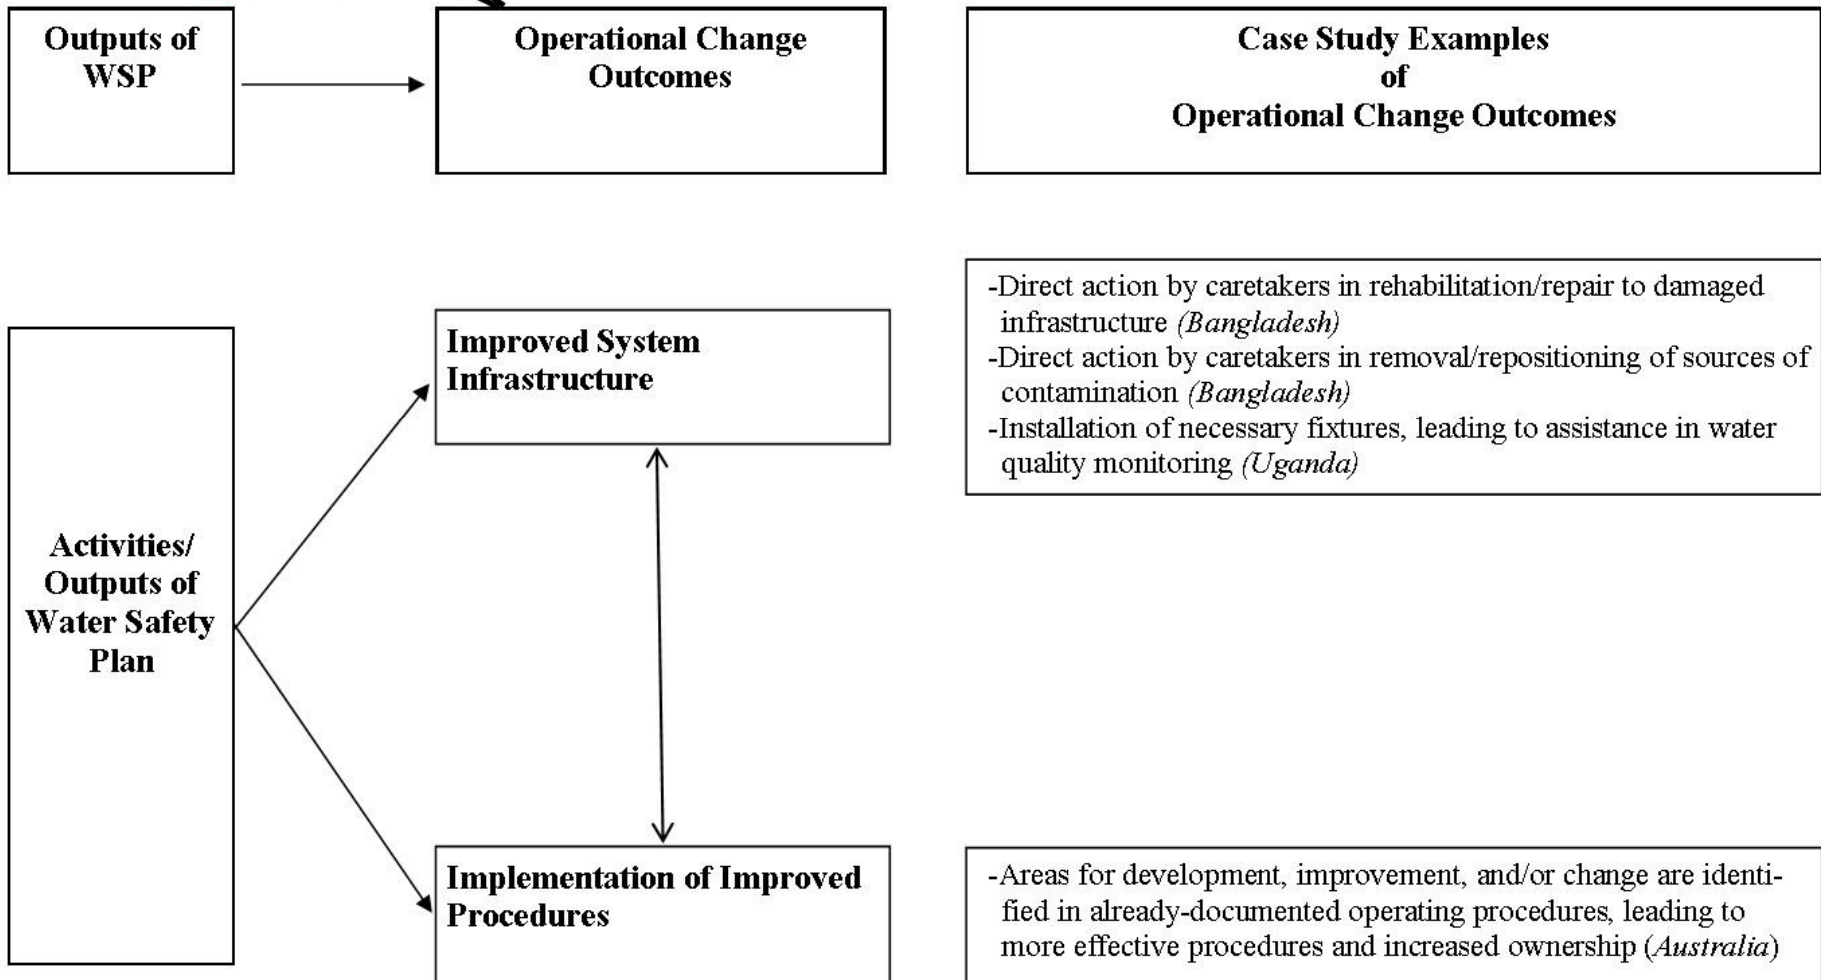 Outputs of
WSP
Operational Change
Outcomes
Case Study Examples
of
Operational Change Outcomes
Activities/
Outputs of
Water Safety
Plan
Improved System
Infrastructure
-Direct action by caretakers in rehabilitation/repair to damaged
infrastructure (Bangladesh)
-Direct action by caretakers in removal/repositioning of sources of
contamination (Bangladesh)
-Installation of necessary fixtures, leading to assistance in water
quality monitoring (Uganda)
Implementation of Improved
Procedures
-Areas for development, improvement, and/or change are identi-
fied in already-documented operating procedures, leading to
more effective procedures and increased ownership (Australia)